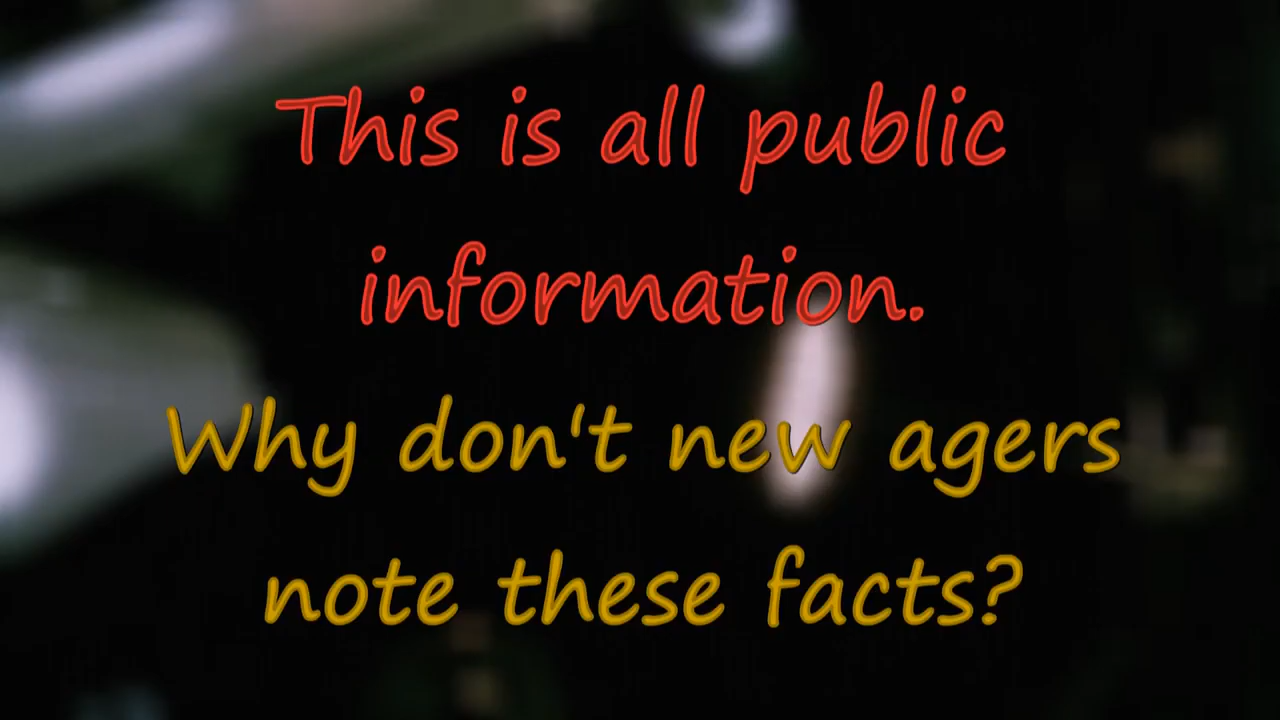 This is all public
information.
Why don't new agers
note these facts?